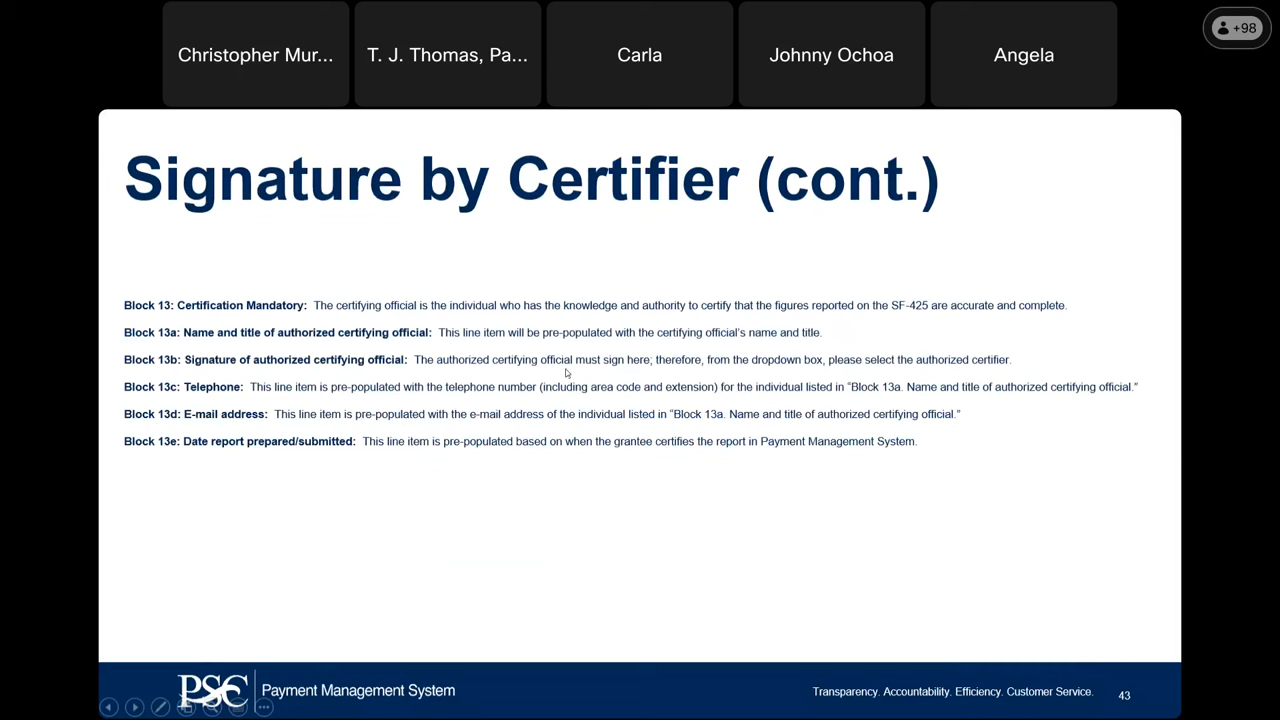 Christopher Mur...
T. J. Thomas, Pa...
Carla
Johnny Ochoa
Angela
+98
Signature by Certifier (cont.)
Block 13: Certification Mandatory: The certifying official is the individual who has the knowledge and authority to certify that the figures reported on the SF-425 are accurate and complete.
Block 13a: Name and title of authorized certifying official: This line item will be pre-populated with the certifying official's name and title.
Block 13b: Signature of authorized certifying official: The authorized certifying official must sign here; therefore, from the dropdown box, please select the authorized certifier.
Block 13c: Telephone: This line item is pre-populated with the telephone number (including area code and extension) for the individual listed in “Block 13a. Name and title of authorized certifying official.”
Block 13d: E-mail address: This line item is pre-populated with the e-mail address of the individual listed in “Block 13a. Name and title of authorized certifying official.”
Block 13e: Date report prepared/submitted: This line item is pre-populated based on when the grantee certifies the report in Payment Management System.
PSC Payment Management System
Transparency. Accountability. Efficiency. Customer Service.
43